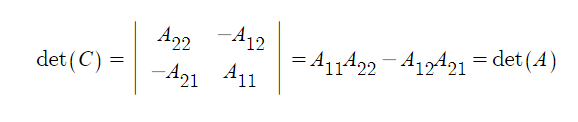 det(C) = | A₂₂ −A₁₂ | = A₁₁A₂₂ − A₁₂A₂₁ = det(A)
| −A₂₁ A₁₁ |